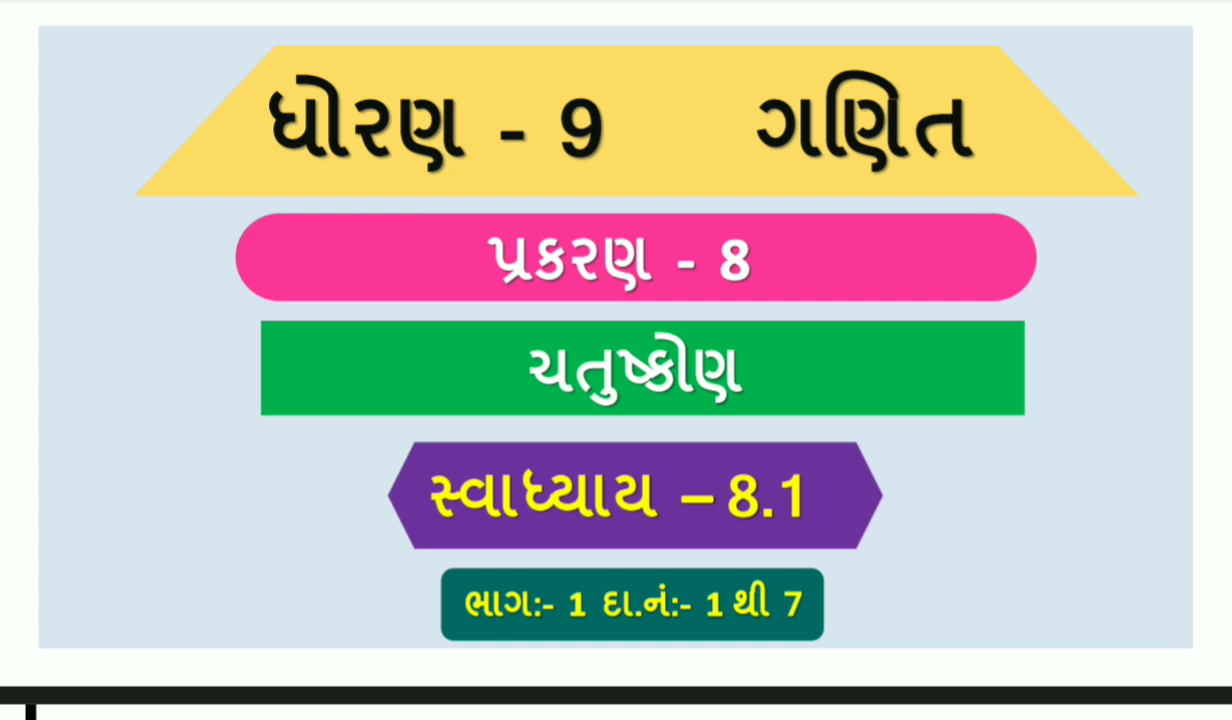 ધોરણ - 9 ગણિત
પ્રકરણ - 8
ચતુષ્કોણ
સ્વાધ્યાય – 8.1
ભાગ:- 1 દા.નં:- 1 થી 7